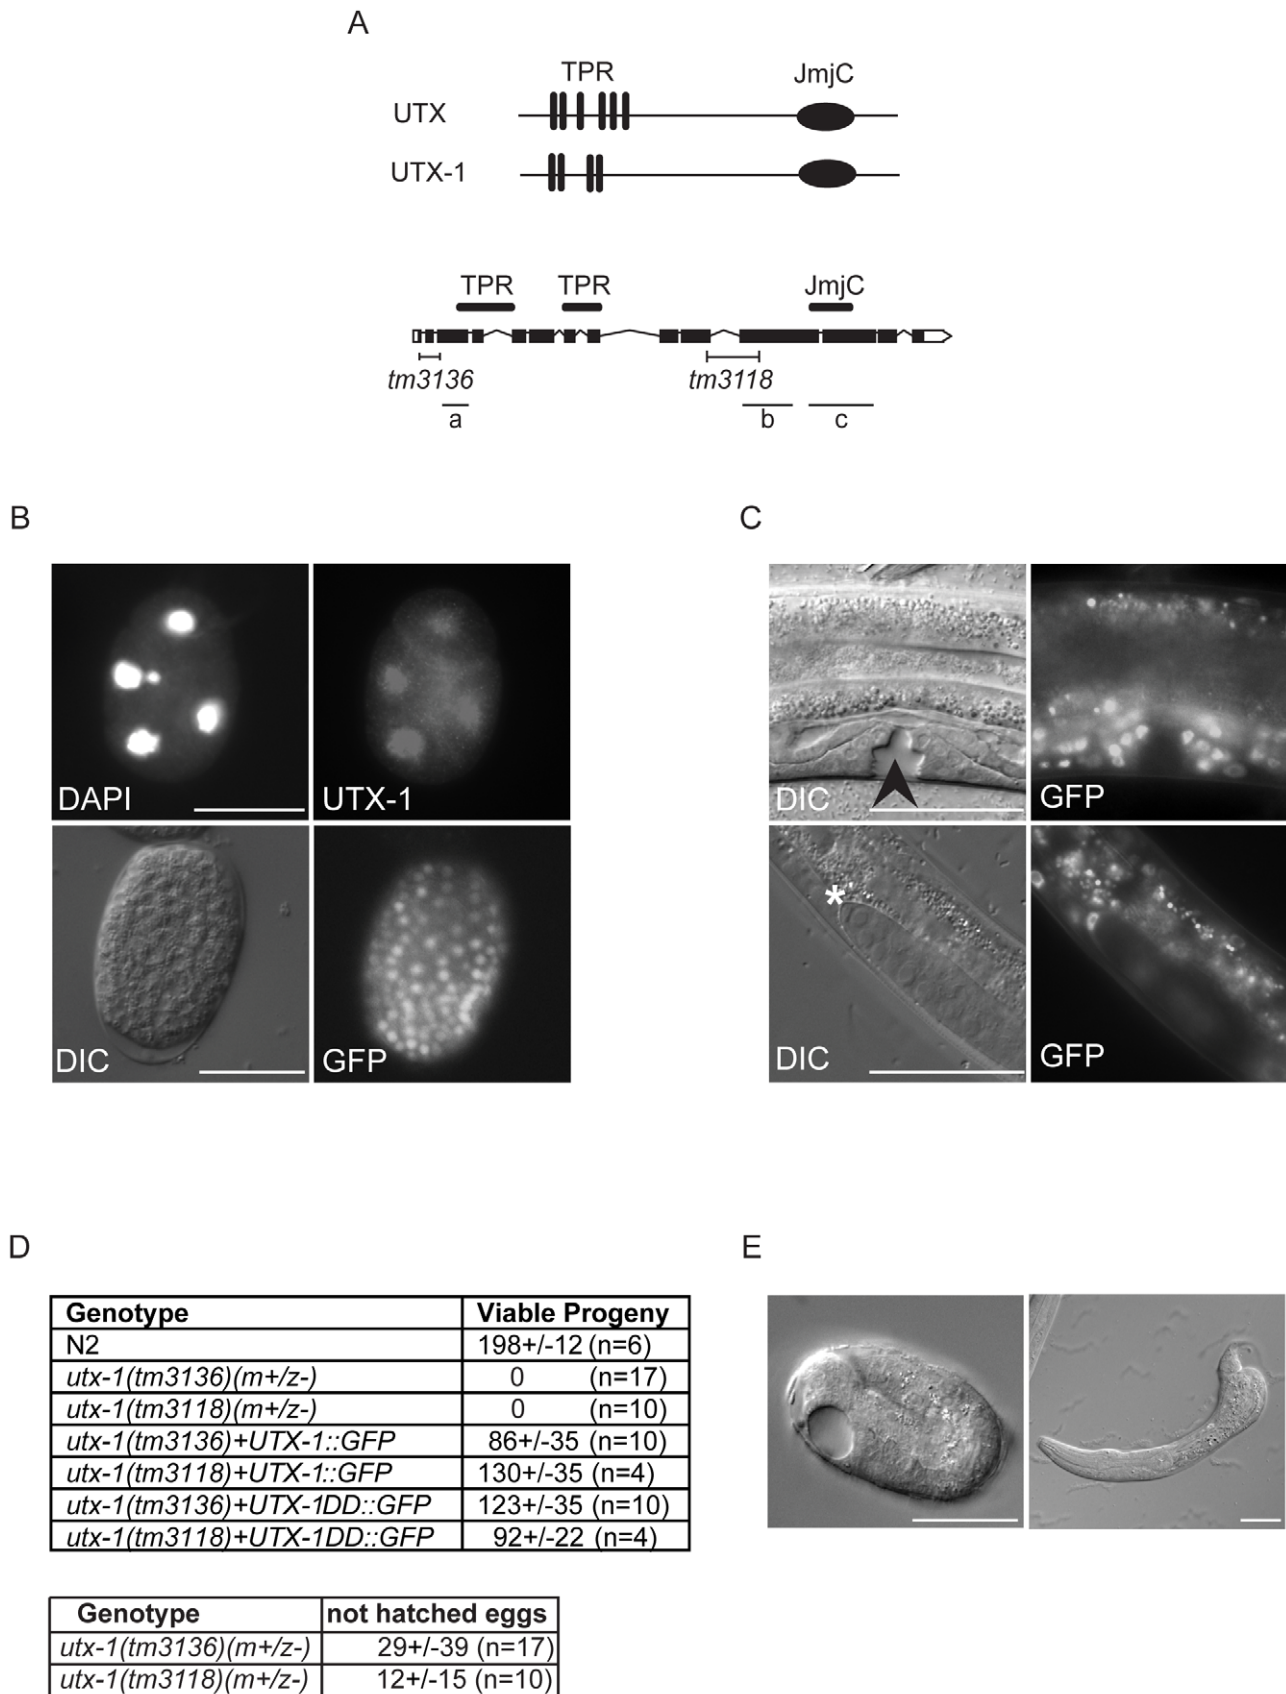 A
TPR JmjC
UTX
UTX-1
TPR TPR JmjC
tm3136 tm3118
a b c
B C
DAPI UTX-1 DIC GFP
DIC GFP DIC GFP
*
D E
Genotype Viable Progeny
N2 198+/-12 (n=6)
utx-1(tm3136)(m+/z-) 0 (n=17)
utx-1(tm3118)(m+/z-) 0 (n=10)
utx-1(tm3136)+UTX-1::GFP 86+/-35 (n=10)
utx-1(tm3118)+UTX-1::GFP 130+/-35 (n=4)
utx-1(tm3136)+UTX-1DD::GFP 123+/-35 (n=10)
utx-1(tm3118)+UTX-1DD::GFP 92+/-22 (n=4)
Genotype not hatched eggs
utx-1(tm3136)(m+/z-) 29+/-39 (n=17)
utx-1(tm3118)(m+/z-) 12+/-15 (n=10)